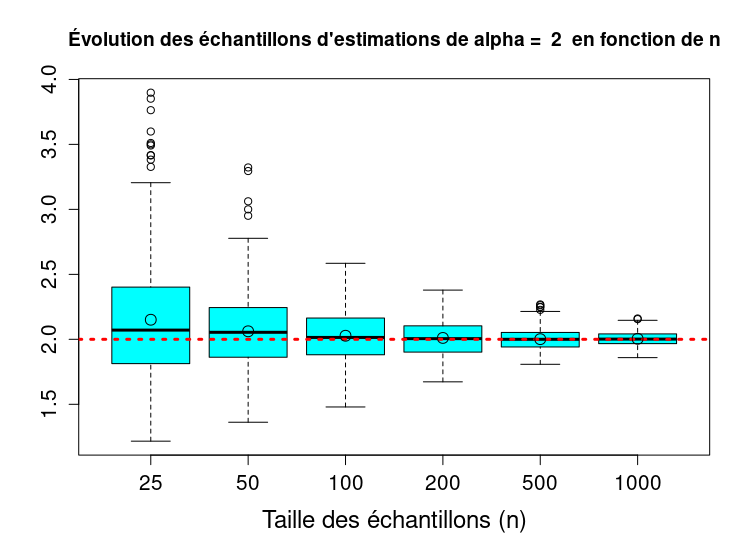 Évolution des échantillons d'estimations de alpha = 2 en fonction de n
4.0
3.5
3.0
2.5
2.0
1.5
25 50 100 200 500 1000
Taille des échantillons (n)